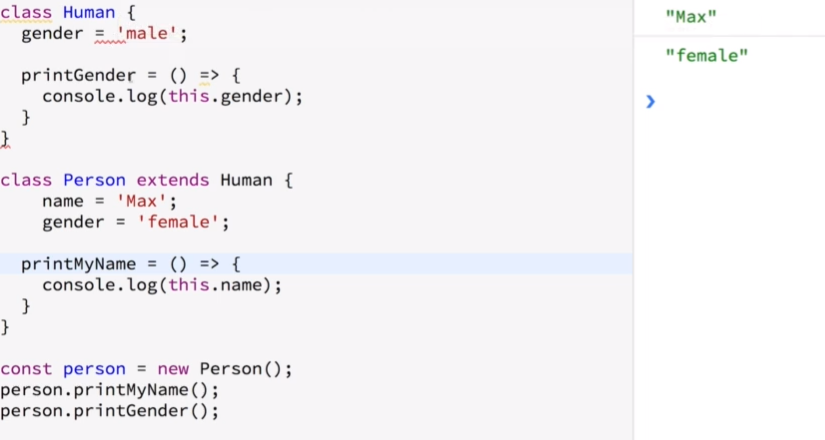 class Human {
  gender = 'male';

  printGender = () => {
    console.log(this.gender);
  }
}

class Person extends Human {
    name = 'Max';
    gender = 'female';

  printMyName = () => {
    console.log(this.name);
  }
}

const person = new Person();
person.printMyName();
person.printGender();
"Max"
"female"
❯